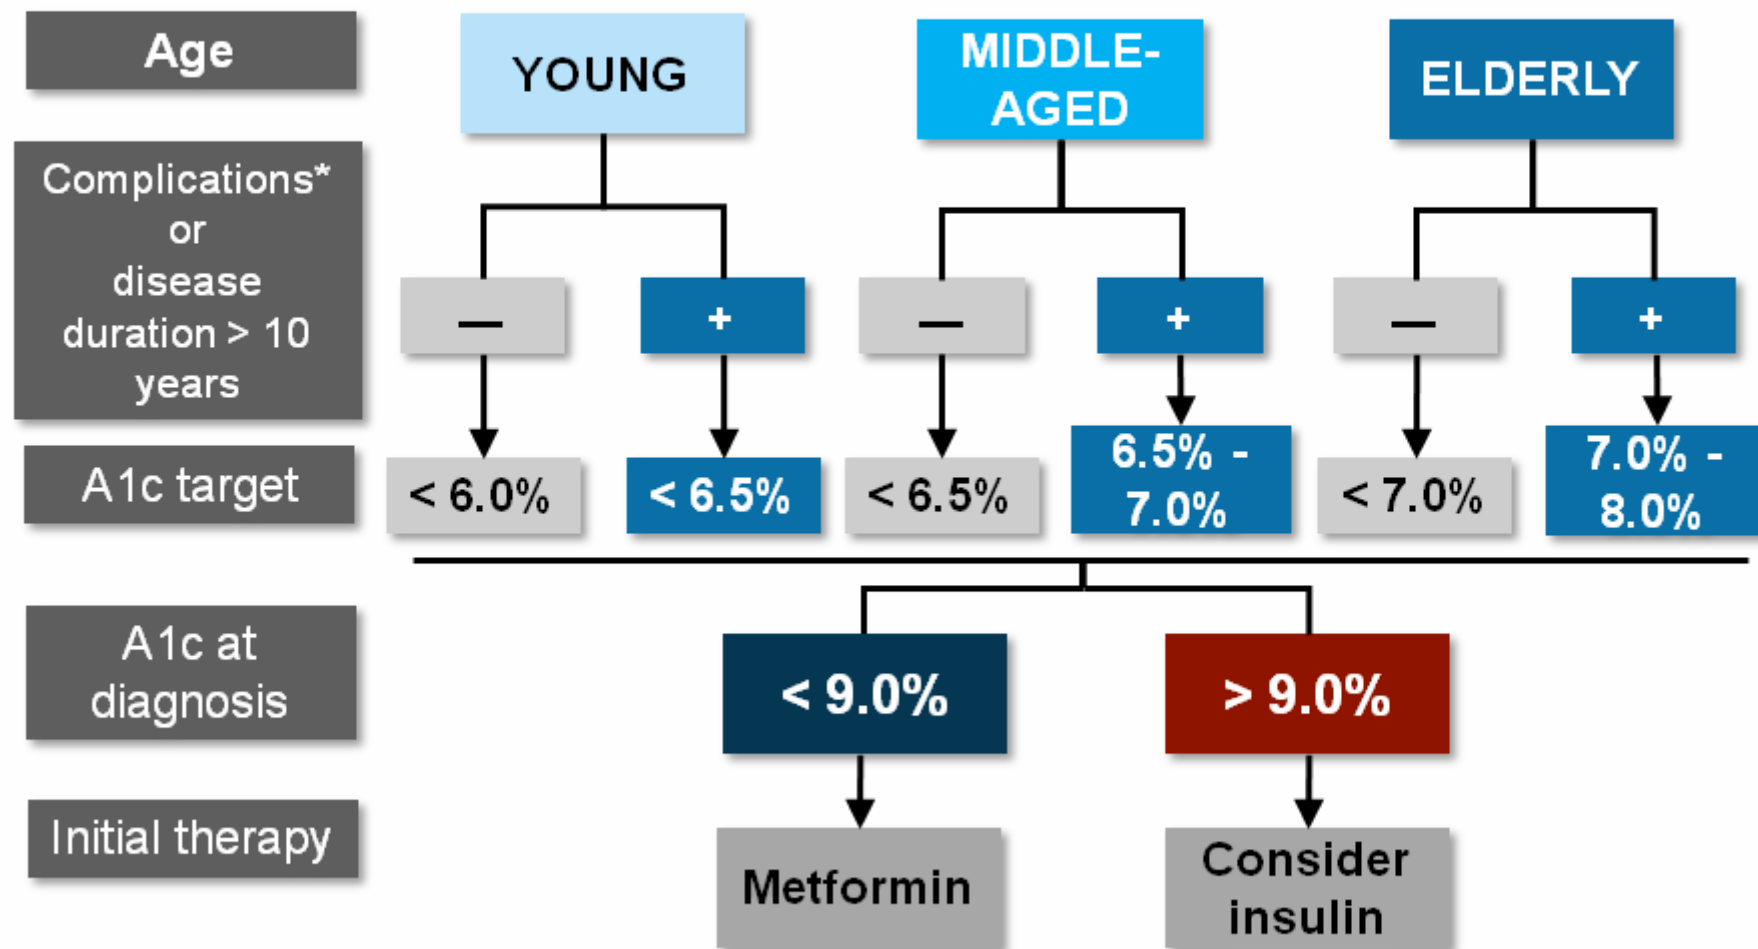 Age
YOUNG
MIDDLE-
AGED
ELDERLY
Complications*
or
disease
duration > 10
years
—
+
—
+
—
+
A1c target
< 6.0%
< 6.5%
< 6.5%
6.5% -
7.0%
< 7.0%
7.0% -
8.0%
A1c at
diagnosis
< 9.0%
> 9.0%
Initial therapy
Metformin
Consider
insulin